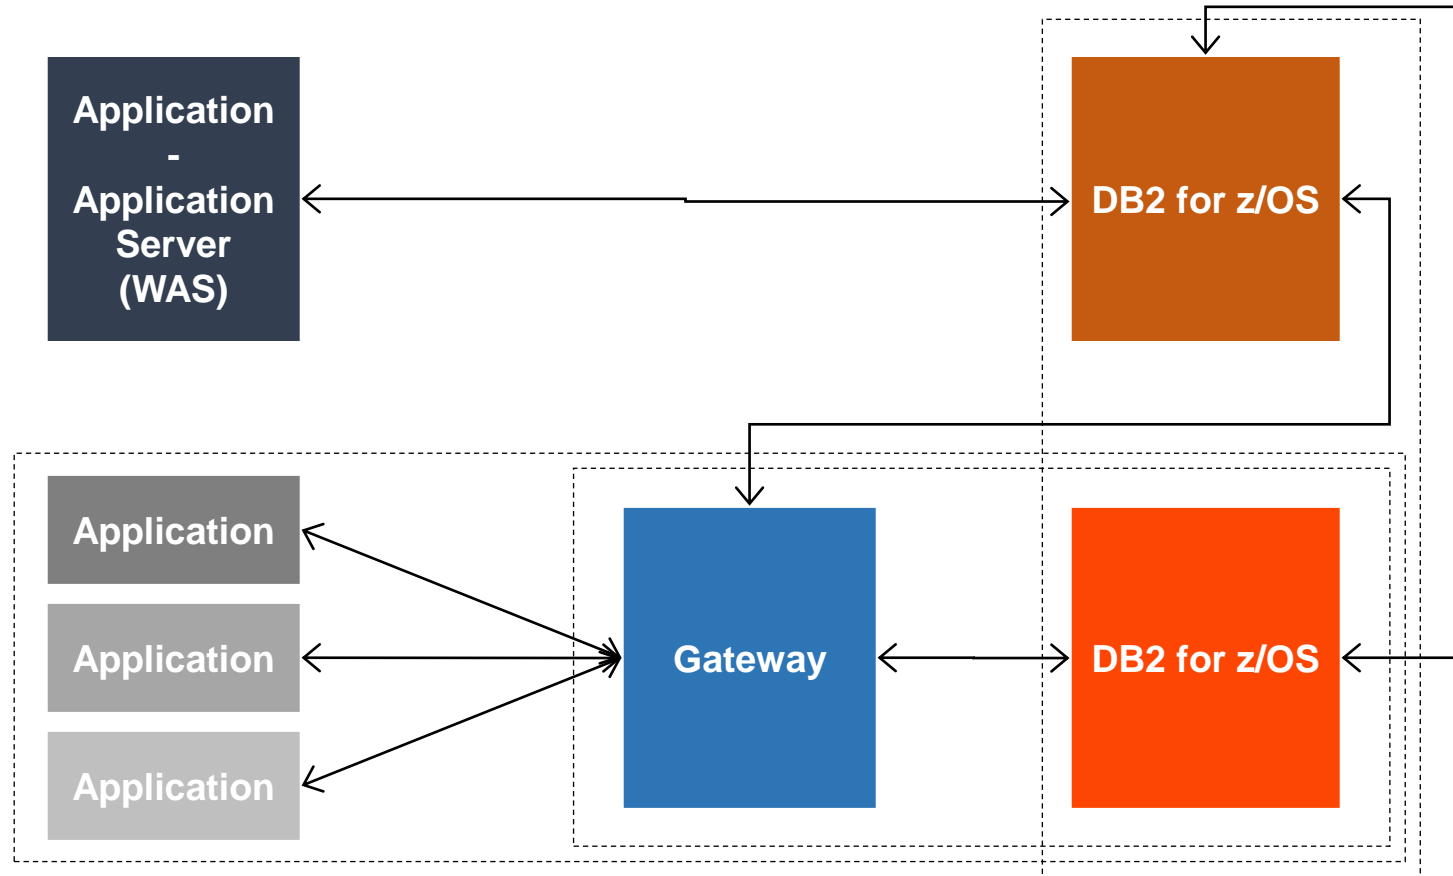 Application
-
Application
Server
(WAS)
DB2 for z/OS
Application
Application
Application
Gateway
DB2 for z/OS